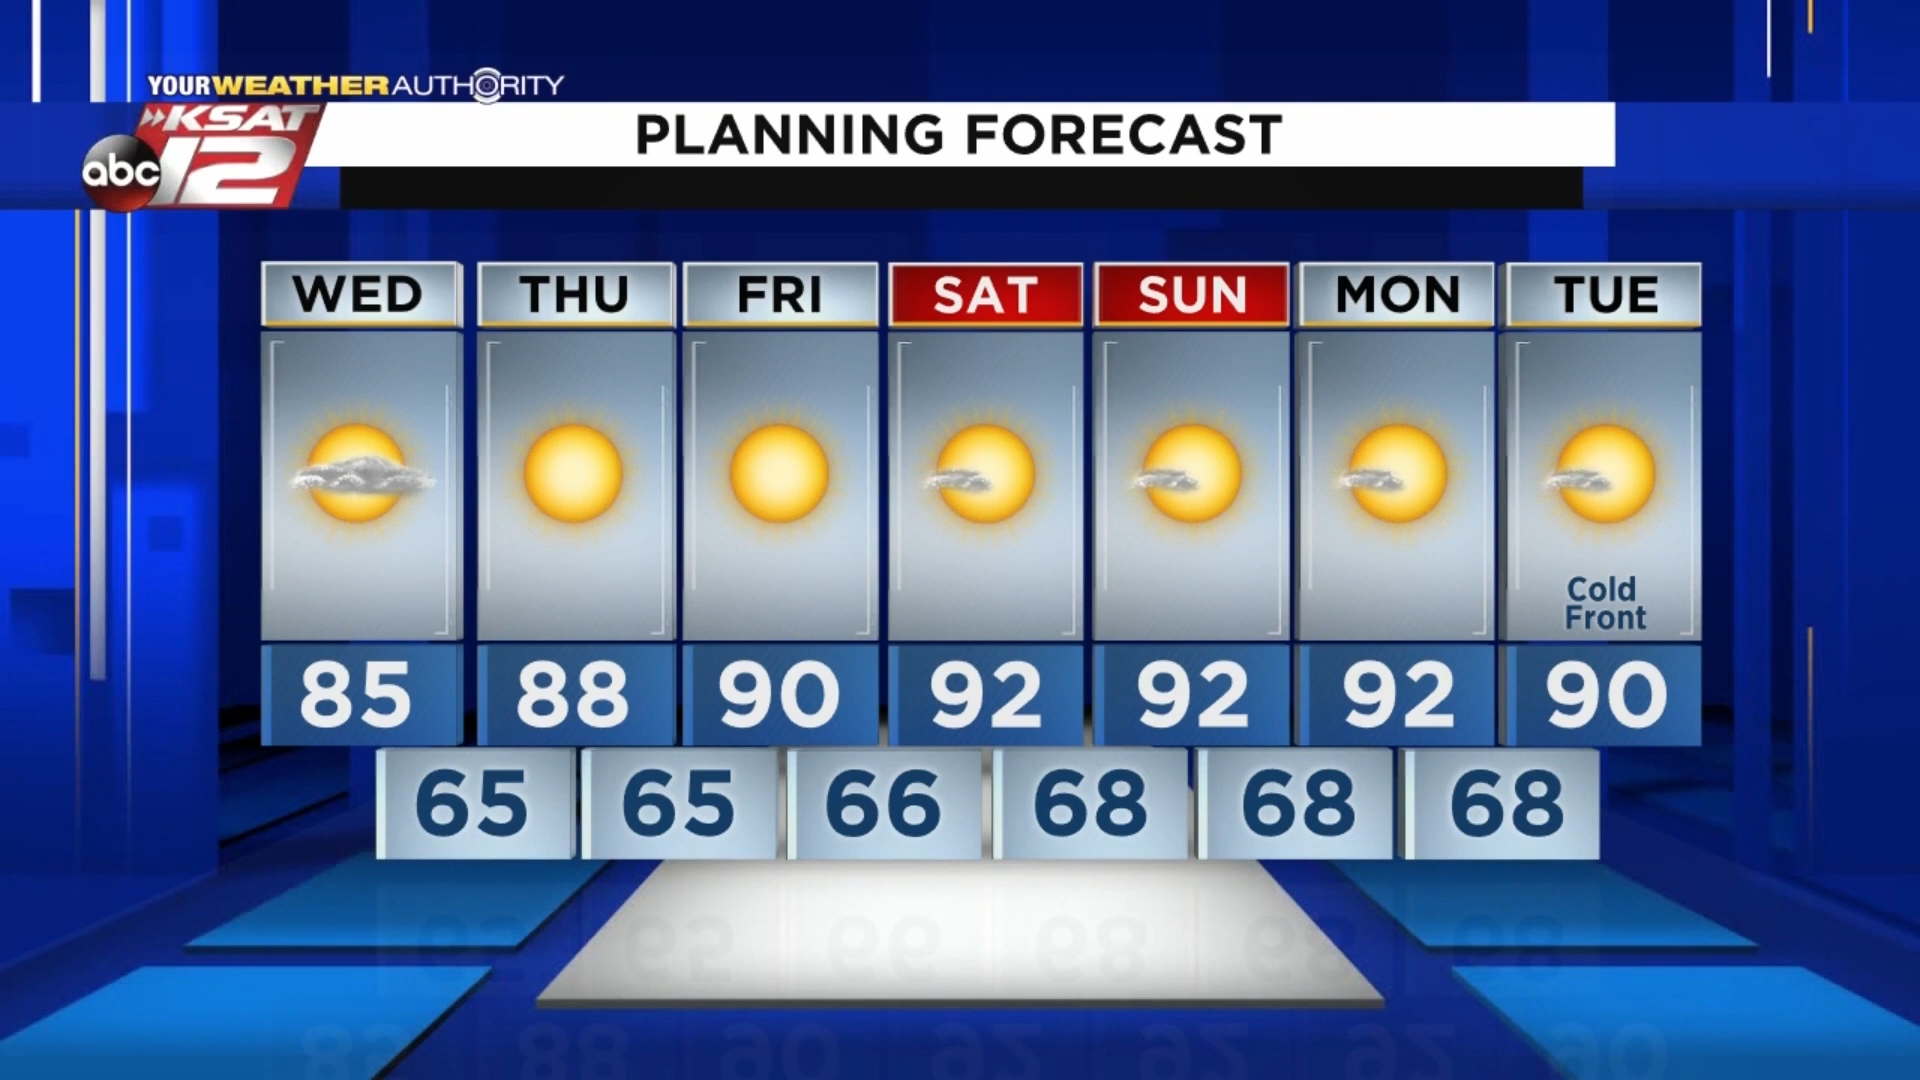 YOURWEATHERAUTHORITY
KSAT
abc 12
PLANNING FORECAST
WED THU FRI SAT SUN MON TUE
Cold
Front
85 88 90 92 92 92 90
65 65 66 68 68 68